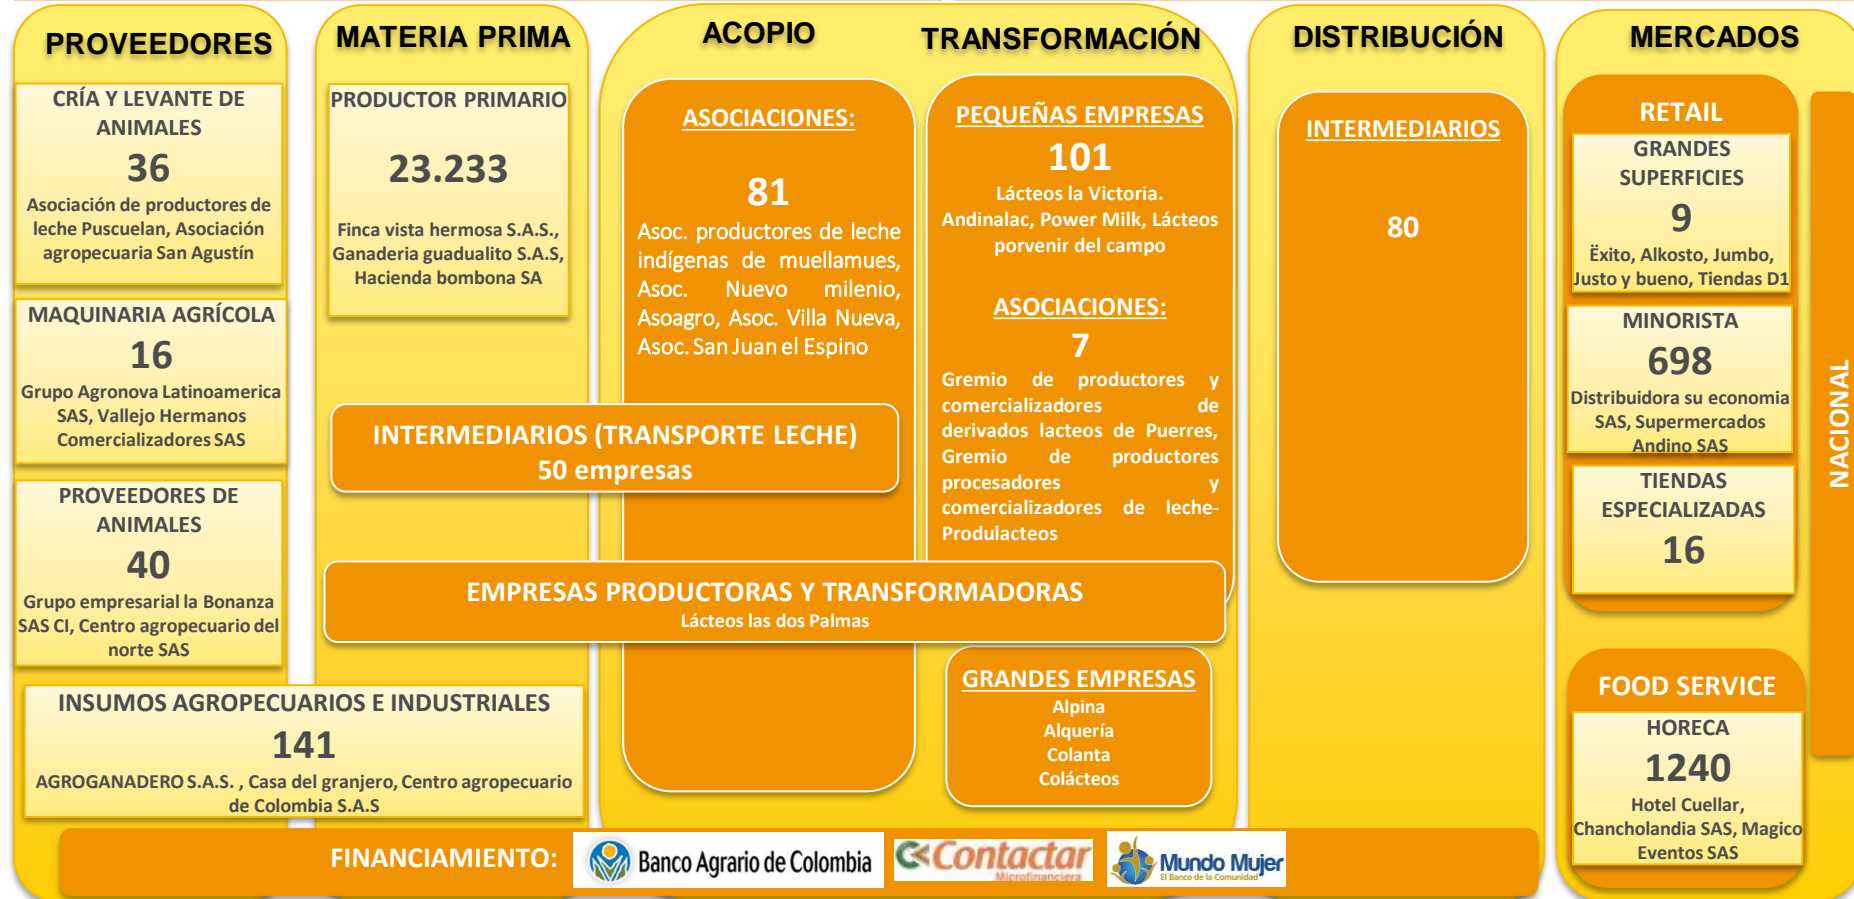 PROVEEDORES
CRÍA Y LEVANTE DE
ANIMALES
36
Asociación de productores de
leche Puscuelan, Asociación
agropecuaria San Agustín
MAQUINARIA AGRÍCOLA
16
Grupo Agronova Latinoamerica
SAS, Vallejo Hermanos
Comercializadores SAS
PROVEEDORES DE
ANIMALES
40
Grupo empresarial la Bonanza
SAS CI, Centro agropecuario del
norte SAS
INSUMOS AGROPECUARIOS E INDUSTRIALES
141
AGROGANADERO S.A.S. , Casa del granjero, Centro agropecuario
de Colombia S.A.S
MATERIA PRIMA
PRODUCTOR PRIMARIO
23.233
Finca vista hermosa S.A.S.,
Ganaderia guadualito S.A.S,
Hacienda bombona SA
INTERMEDIARIOS (TRANSPORTE LECHE)
50 empresas
EMPRESAS PRODUCTORAS Y TRANSFORMADORAS
Lácteos las dos Palmas
ACOPIO
ASOCIACIONES:
81
Asoc. productores de leche
indígenas de muellamues,
Asoc. Nuevo milenio,
Asoagro, Asoc. Villa Nueva,
Asoc. San Juan el Espino
TRANSFORMACIÓN
PEQUEÑAS EMPRESAS
101
Lácteos la Victoria.
Andinalac, Power Milk, Lácteos
porvenir del campo
ASOCIACIONES:
7
Gremio de productores y
comercializadores de
derivados lacteos de Puerres,
Gremio de productores
procesadores y
comercializadores de leche-
Produlacteos
GRANDES EMPRESAS
Alpina
Alquería
Colanta
Colácteos
DISTRIBUCIÓN
INTERMEDIARIOS
80
MERCADOS
RETAIL
GRANDES
SUPERFICIES
9
Ëxito, Alkosto, Jumbo,
Justo y bueno, Tiendas D1
MINORISTA
698
Distribuidora su economia
SAS, Supermercados
Andino SAS
TIENDAS
ESPECIALIZADAS
16
FOOD SERVICE
HORECA
1240
Hotel Cuellar,
Chancholandia SAS, Magico
Eventos SAS
NACIONAL
FINANCIAMIENTO:
Banco Agrario de Colombia
Contactar
Microfinanciera
Mundo Mujer
El Banco de la Comunidad